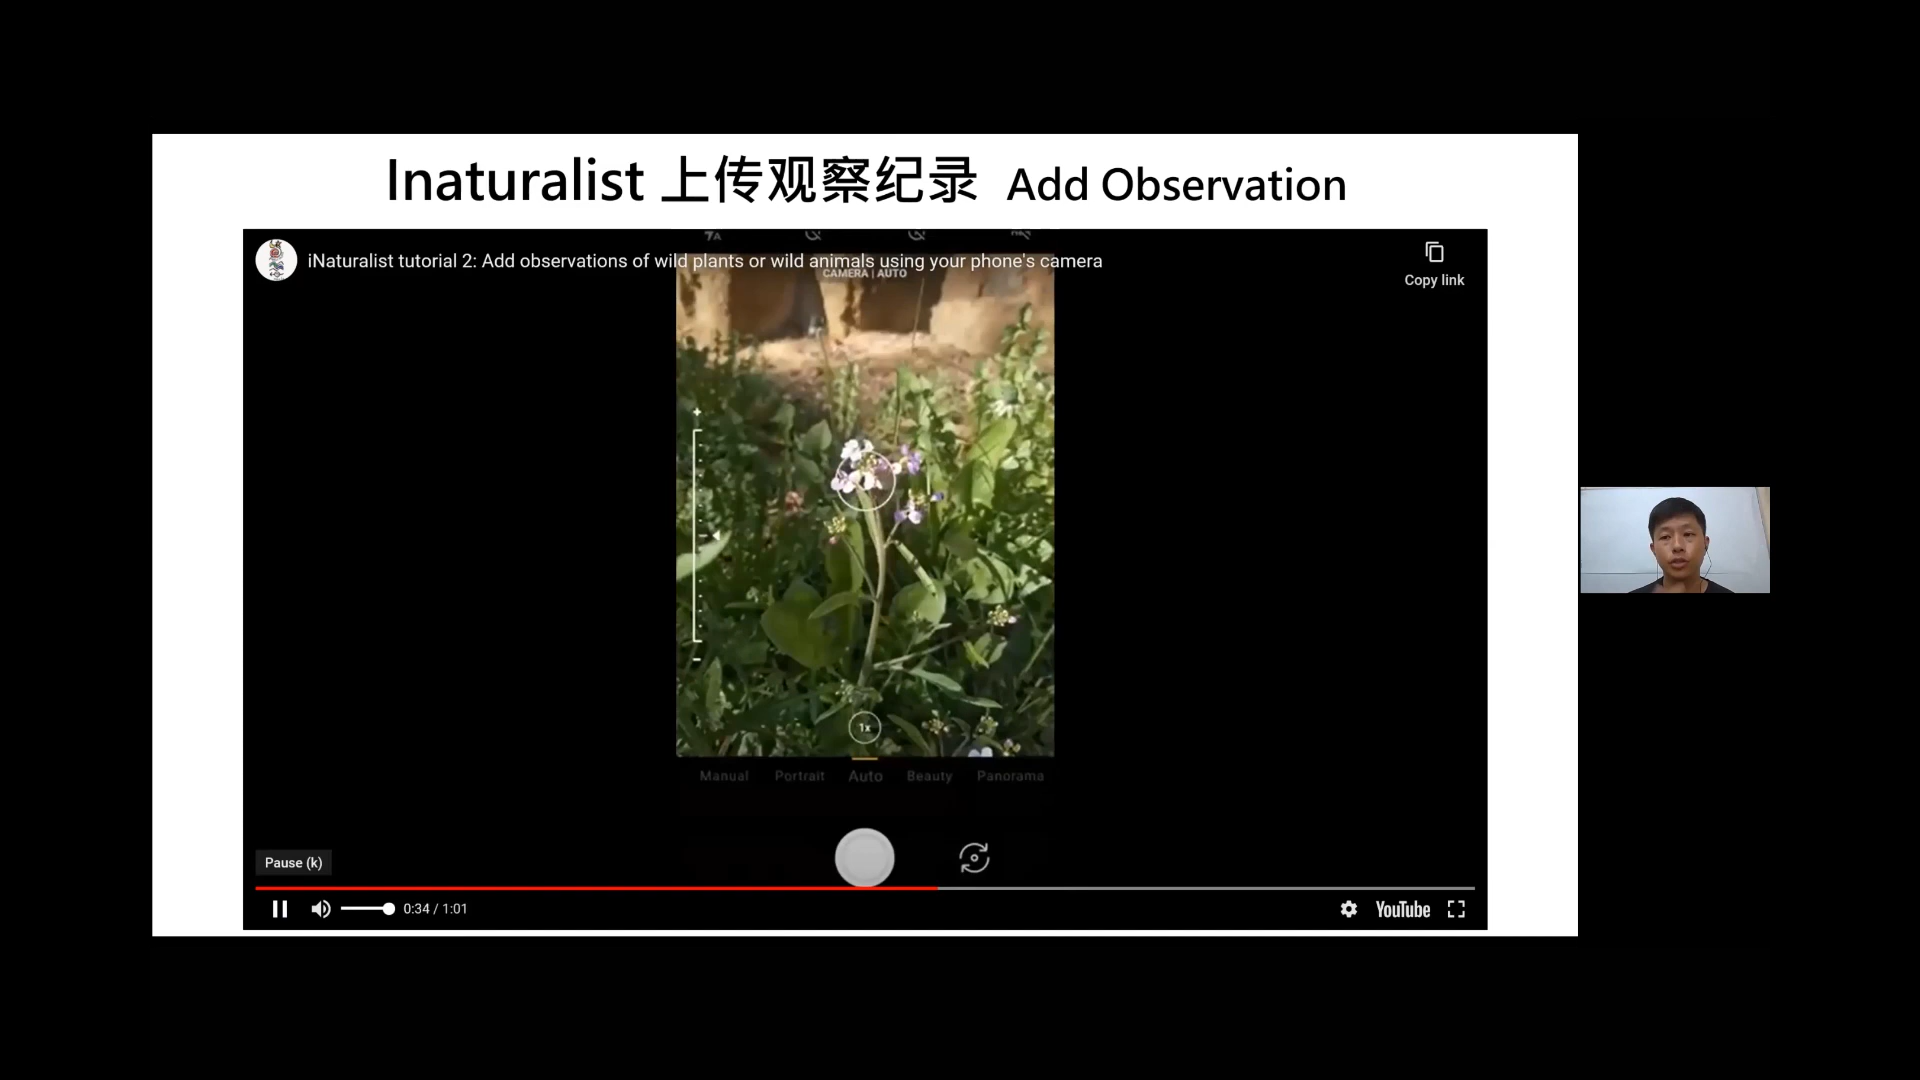 Inaturalist 上传观察纪录 Add Observation
iNaturalist tutorial 2: Add observations of wild plants or wild animals using your phone's camera
Copy link
CAMERA | AUTO
1x
Manual Portrait Auto Beauty Panorama
Pause (k)
0:34 / 1:01
YouTube